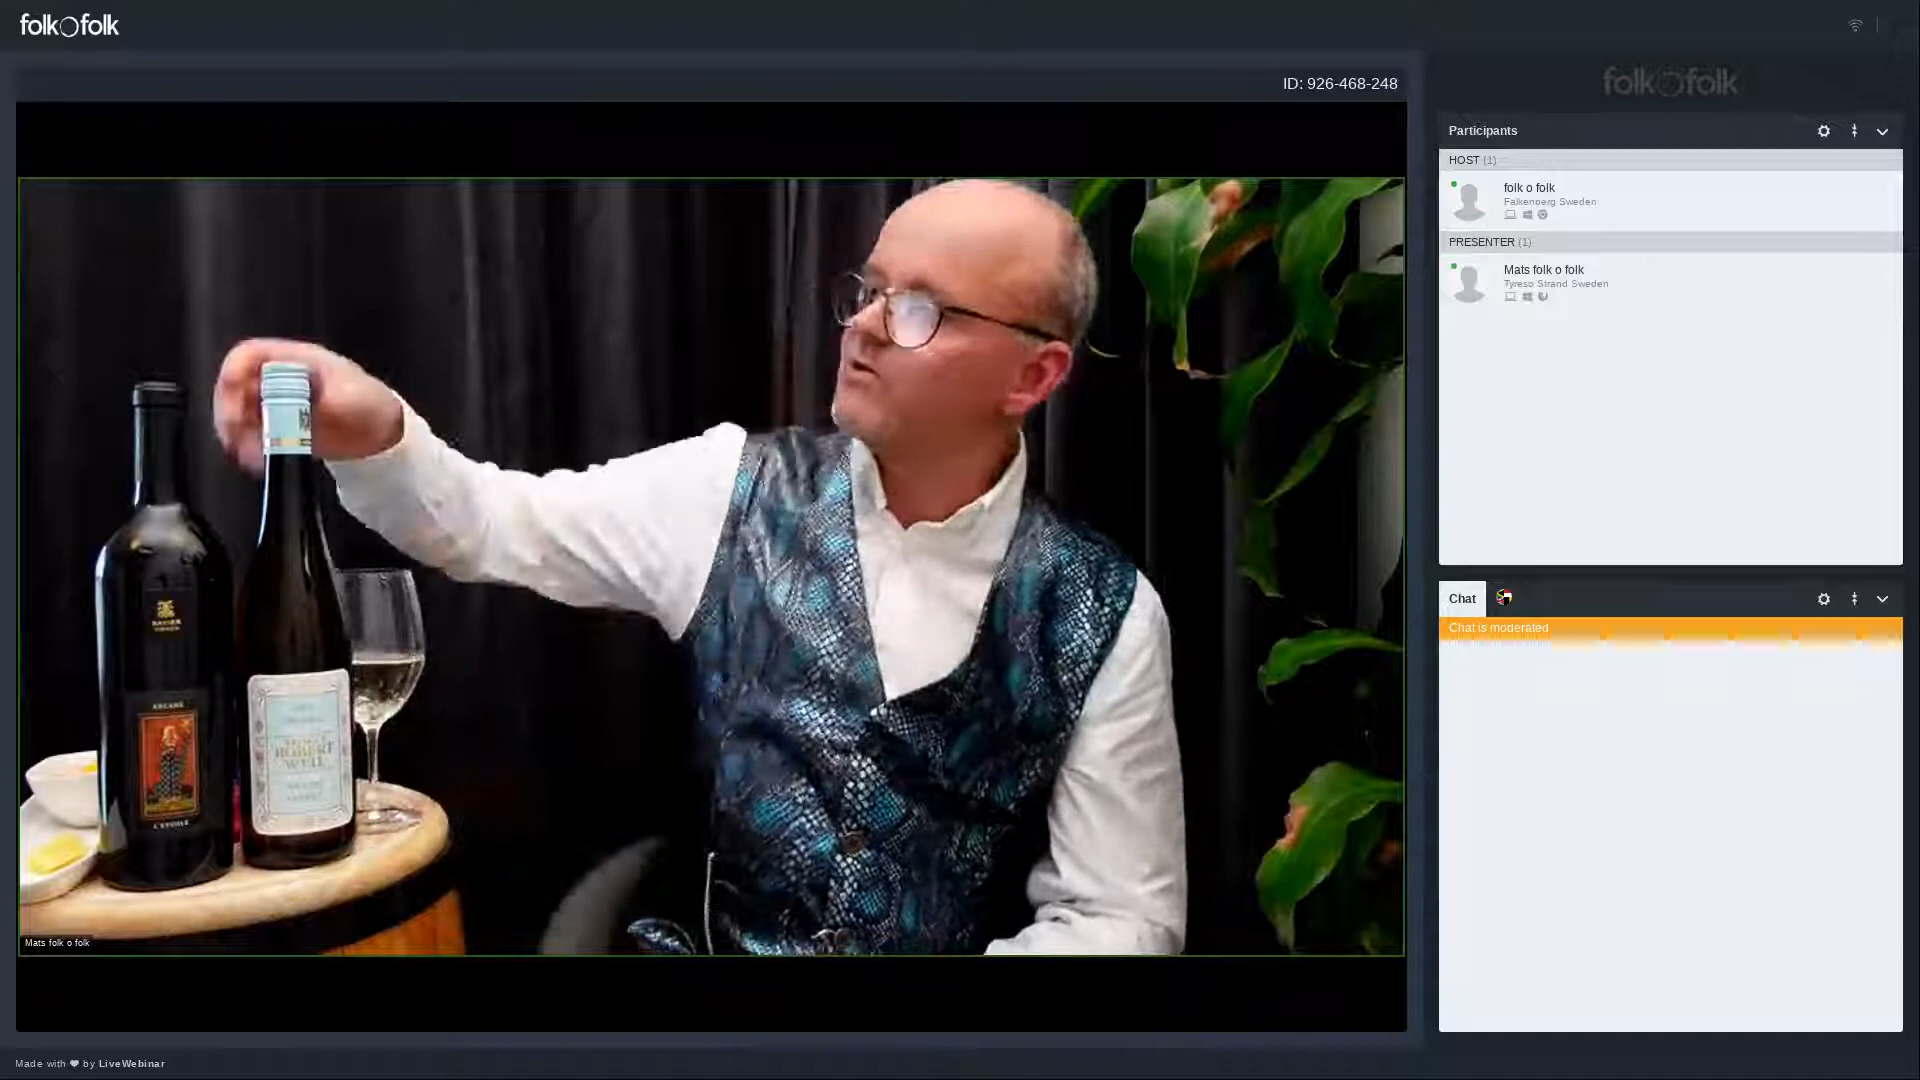 folk folk
ID: 926-468-248
folk folk
Participants
HOST (1)
folk o folk
Falkenberg Sweden
PRESENTER (1)
Mats folk o folk
Tyreso Strand Sweden
Chat
Chat is moderated
XAVIER
ARCANE
L'ETOILE
ROBERT
WEIL
Mats folk o folk
Made with ❤ by LiveWebinar